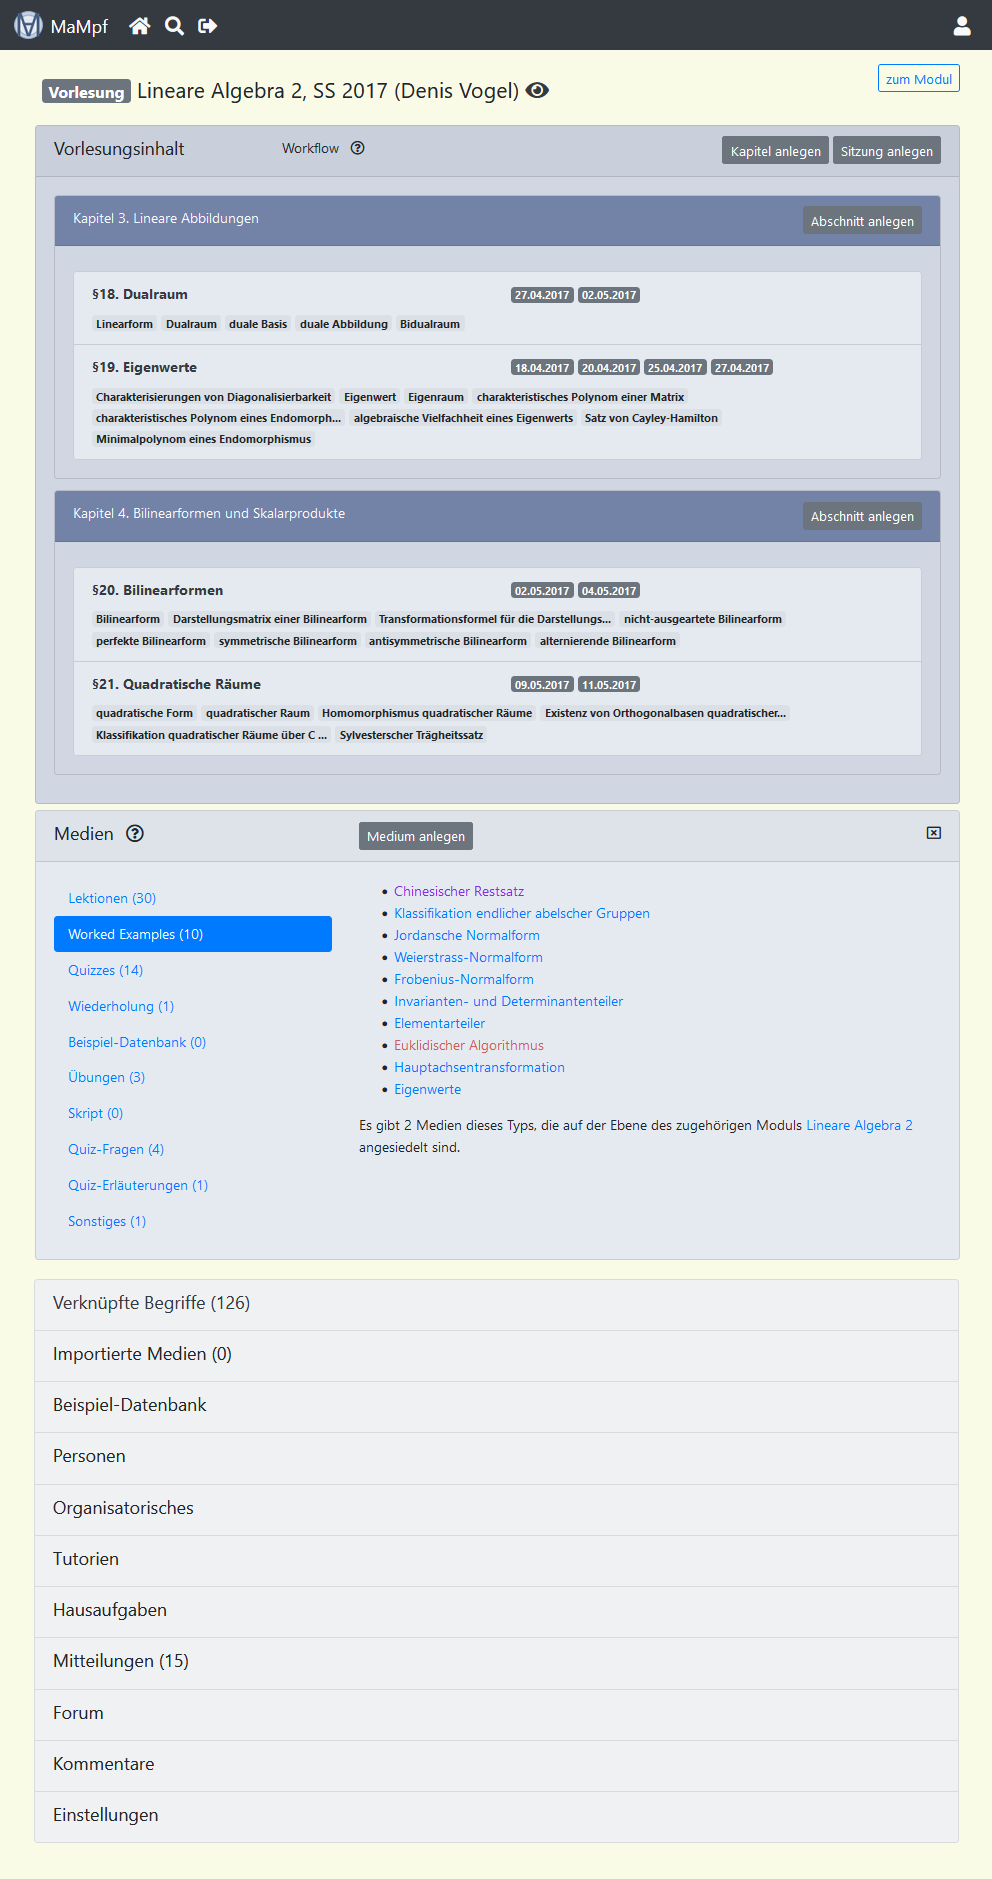 MaMpf
Vorlesung Lineare Algebra 2, SS 2017 (Denis Vogel)
zum Modul
Vorlesungsinhalt Workflow Kapitel anlegen Sitzung anlegen
Kapitel 3. Lineare Abbildungen Abschnitt anlegen
§18. Dualraum 27.04.2017 02.05.2017
Linearform Dualraum duale Basis duale Abbildung Bidualraum
§19. Eigenwerte 18.04.2017 20.04.2017 25.04.2017 27.04.2017
Charakterisierungen von Diagonalisierbarkeit Eigenwert Eigenraum charakteristisches Polynom einer Matrix
charakteristisches Polynom eines Endomorph... algebraische Vielfachheit eines Eigenwerts Satz von Cayley-Hamilton
Minimalpolynom eines Endomorphismus
Kapitel 4. Bilinearformen und Skalarprodukte Abschnitt anlegen
§20. Bilinearformen 02.05.2017 04.05.2017
Bilinearform Darstellungsmatrix einer Bilinearform Transformationsformel für die Darstellungs... nicht-ausgeartete Bilinearform
perfekte Bilinearform symmetrische Bilinearform antisymmetrische Bilinearform alternierende Bilinearform
§21. Quadratische Räume 09.05.2017 11.05.2017
quadratische Form quadratischer Raum Homomorphismus quadratischer Räume Existenz von Orthogonalbasen quadratischer...
Klassifikation quadratischer Räume über C ... Sylvesterscher Trägheitssatz
Medien Medium anlegen
Lektionen (30)
Worked Examples (10)
Quizzes (14)
Wiederholung (1)
Beispiel-Datenbank (0)
Übungen (3)
Skript (0)
Quiz-Fragen (4)
Quiz-Erläuterungen (1)
Sonstiges (1)
Chinesischer Restsatz
Klassifikation endlicher abelscher Gruppen
Jordansche Normalform
Weierstrass-Normalform
Frobenius-Normalform
Invarianten- und Determinantenteiler
Elementarteiler
Euklidischer Algorithmus
Hauptachsentransformation
Eigenwerte
Es gibt 2 Medien dieses Typs, die auf der Ebene des zugehörigen Moduls Lineare Algebra 2
angesiedelt sind.
Verknüpfte Begriffe (126)
Importierte Medien (0)
Beispiel-Datenbank
Personen
Organisatorisches
Tutorien
Hausaufgaben
Mitteilungen (15)
Forum
Kommentare
Einstellungen